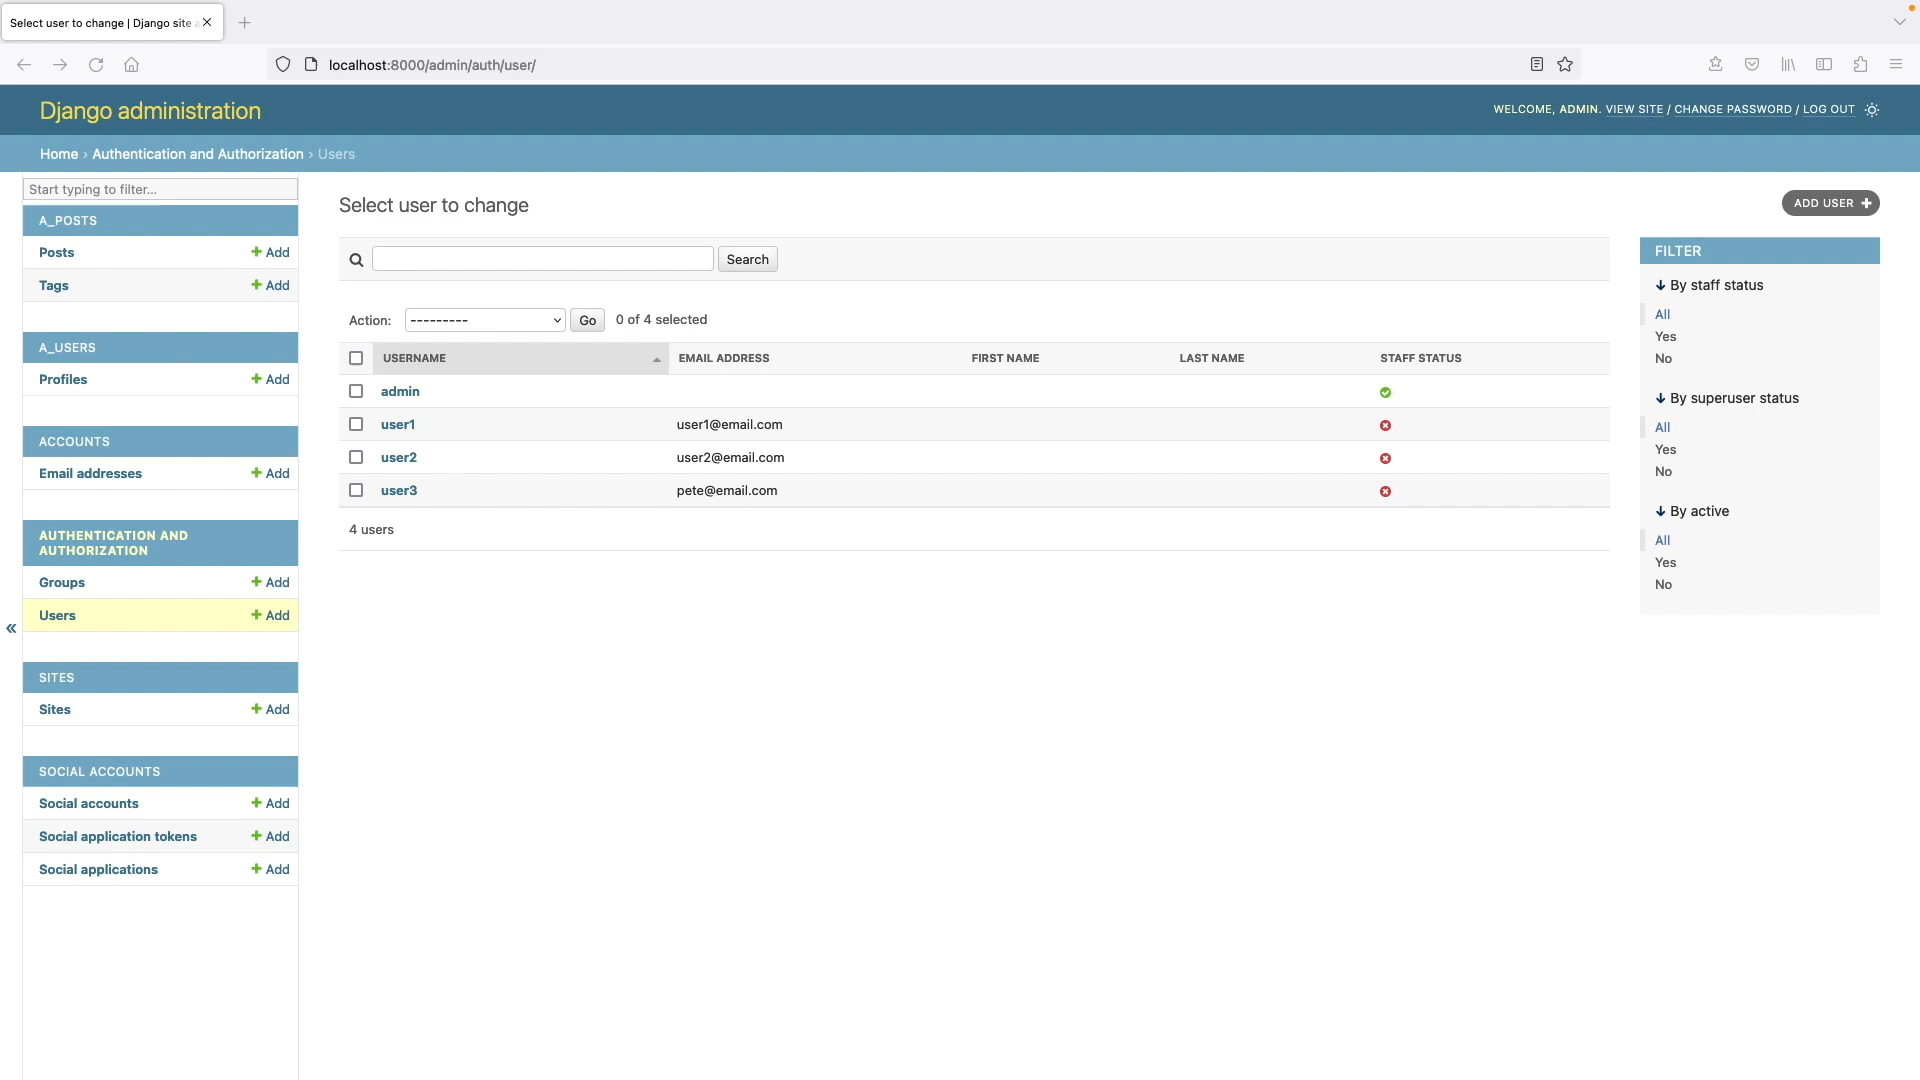 Select user to change | Django site
localhost:8000/admin/auth/user/
Django administration
WELCOME, ADMIN. VIEW SITE / CHANGE PASSWORD / LOG OUT
Home › Authentication and Authorization › Users
Start typing to filter...
A_POSTS
Posts + Add
Tags + Add
A_USERS
Profiles + Add
ACCOUNTS
Email addresses + Add
AUTHENTICATION AND
AUTHORIZATION
Groups + Add
Users + Add
«
SITES
Sites + Add
SOCIAL ACCOUNTS
Social accounts + Add
Social application tokens + Add
Social applications + Add
Select user to change
ADD USER +
Search
Action: --------- Go 0 of 4 selected
USERNAME EMAIL ADDRESS FIRST NAME LAST NAME STAFF STATUS
admin
user1 user1@email.com
user2 user2@email.com
user3 pete@email.com
4 users
FILTER
↓ By staff status
All
Yes
No
↓ By superuser status
All
Yes
No
↓ By active
All
Yes
No